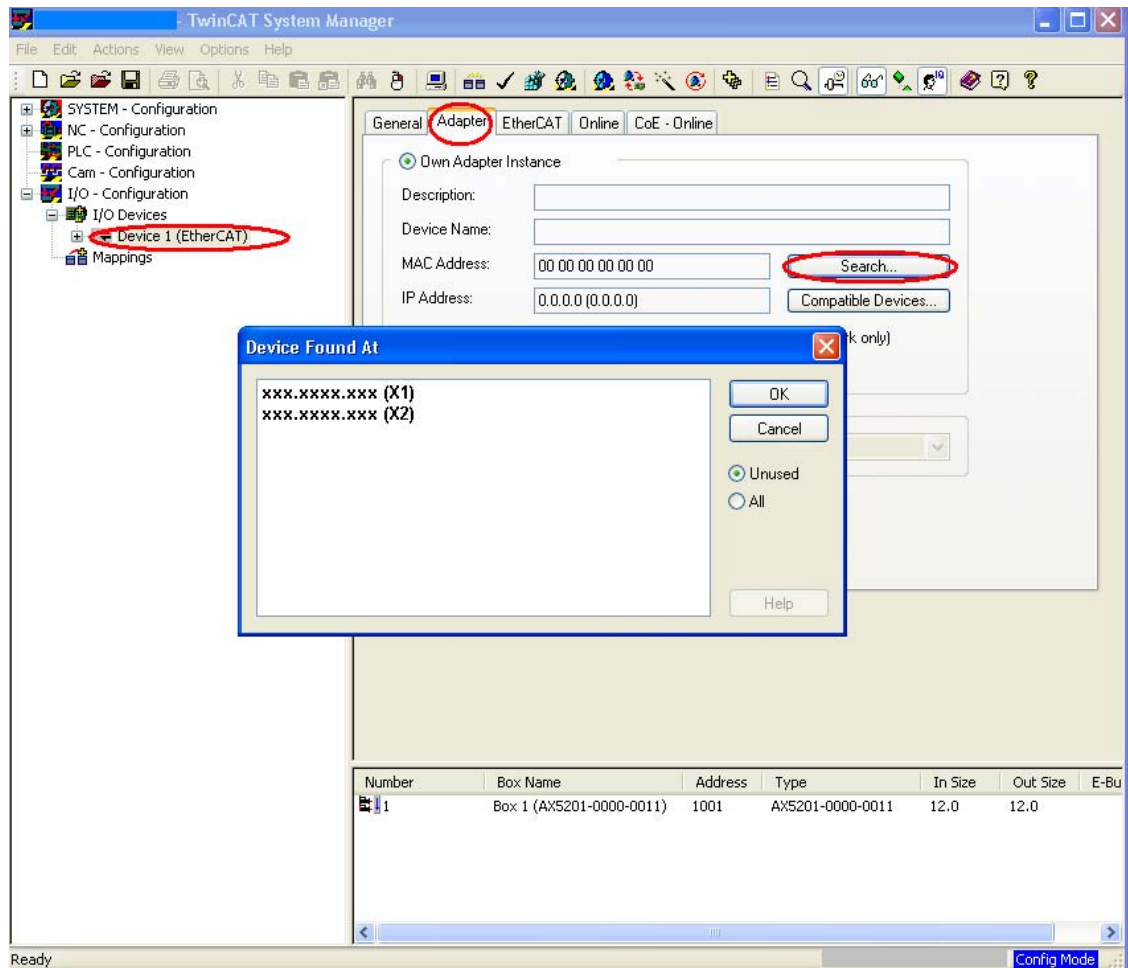 - TwinCAT System Manager
File Edit Actions View Options Help
SYSTEM - Configuration
NC - Configuration
PLC - Configuration
Cam - Configuration
I/O - Configuration
I/O Devices
Device 1 (EtherCAT)
Mappings
General Adapter EtherCAT Online CoE - Online
Own Adapter Instance
Description:
Device Name:
MAC Address: 00 00 00 00 00 00 Search...
IP Address: 0.0.0.0 (0.0.0.0) Compatible Devices...
only)
Device Found At
xxx.xxxx.xxx (X1)
xxx.xxxx.xxx (X2)
OK
Cancel
Unused
All
Help
Number Box Name Address Type In Size Out Size E-Bu
1 Box 1 (AX5201-0000-0011) 1001 AX5201-0000-0011 12.0 12.0
Ready Config Mode